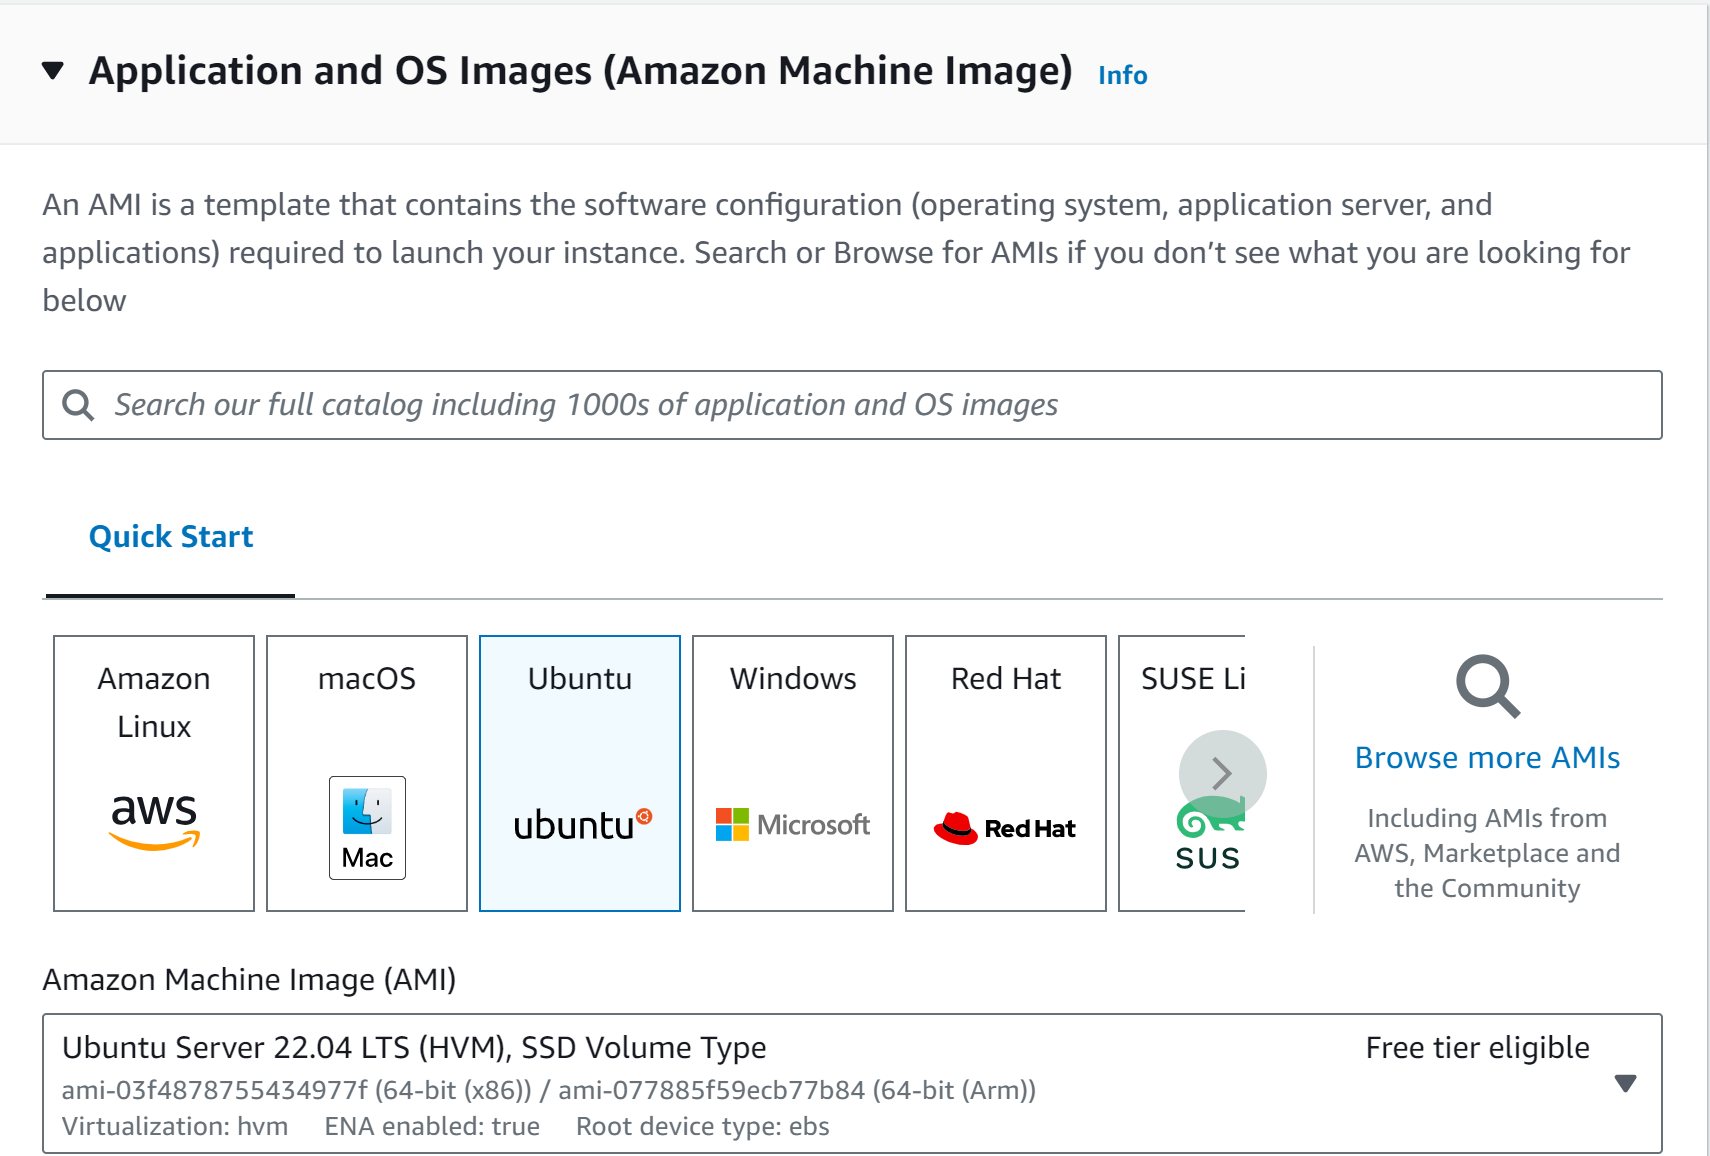 Application and OS Images (Amazon Machine Image) Info
An AMI is a template that contains the software configuration (operating system, application server, and
applications) required to launch your instance. Search or Browse for AMIs if you don’t see what you are looking for
below
Search our full catalog including 1000s of application and OS images
Quick Start
Amazon
Linux
aws
macOS
Mac
Ubuntu
ubuntu
Windows
Microsoft
Red Hat
Red Hat
SUSE Li
SUS
Browse more AMIs
Including AMIs from
AWS, Marketplace and
the Community
Amazon Machine Image (AMI)
Ubuntu Server 22.04 LTS (HVM), SSD Volume Type Free tier eligible
ami-03f4878755434977f (64-bit (x86)) / ami-077885f59ecb77b84 (64-bit (Arm))
Virtualization: hvm ENA enabled: true Root device type: ebs